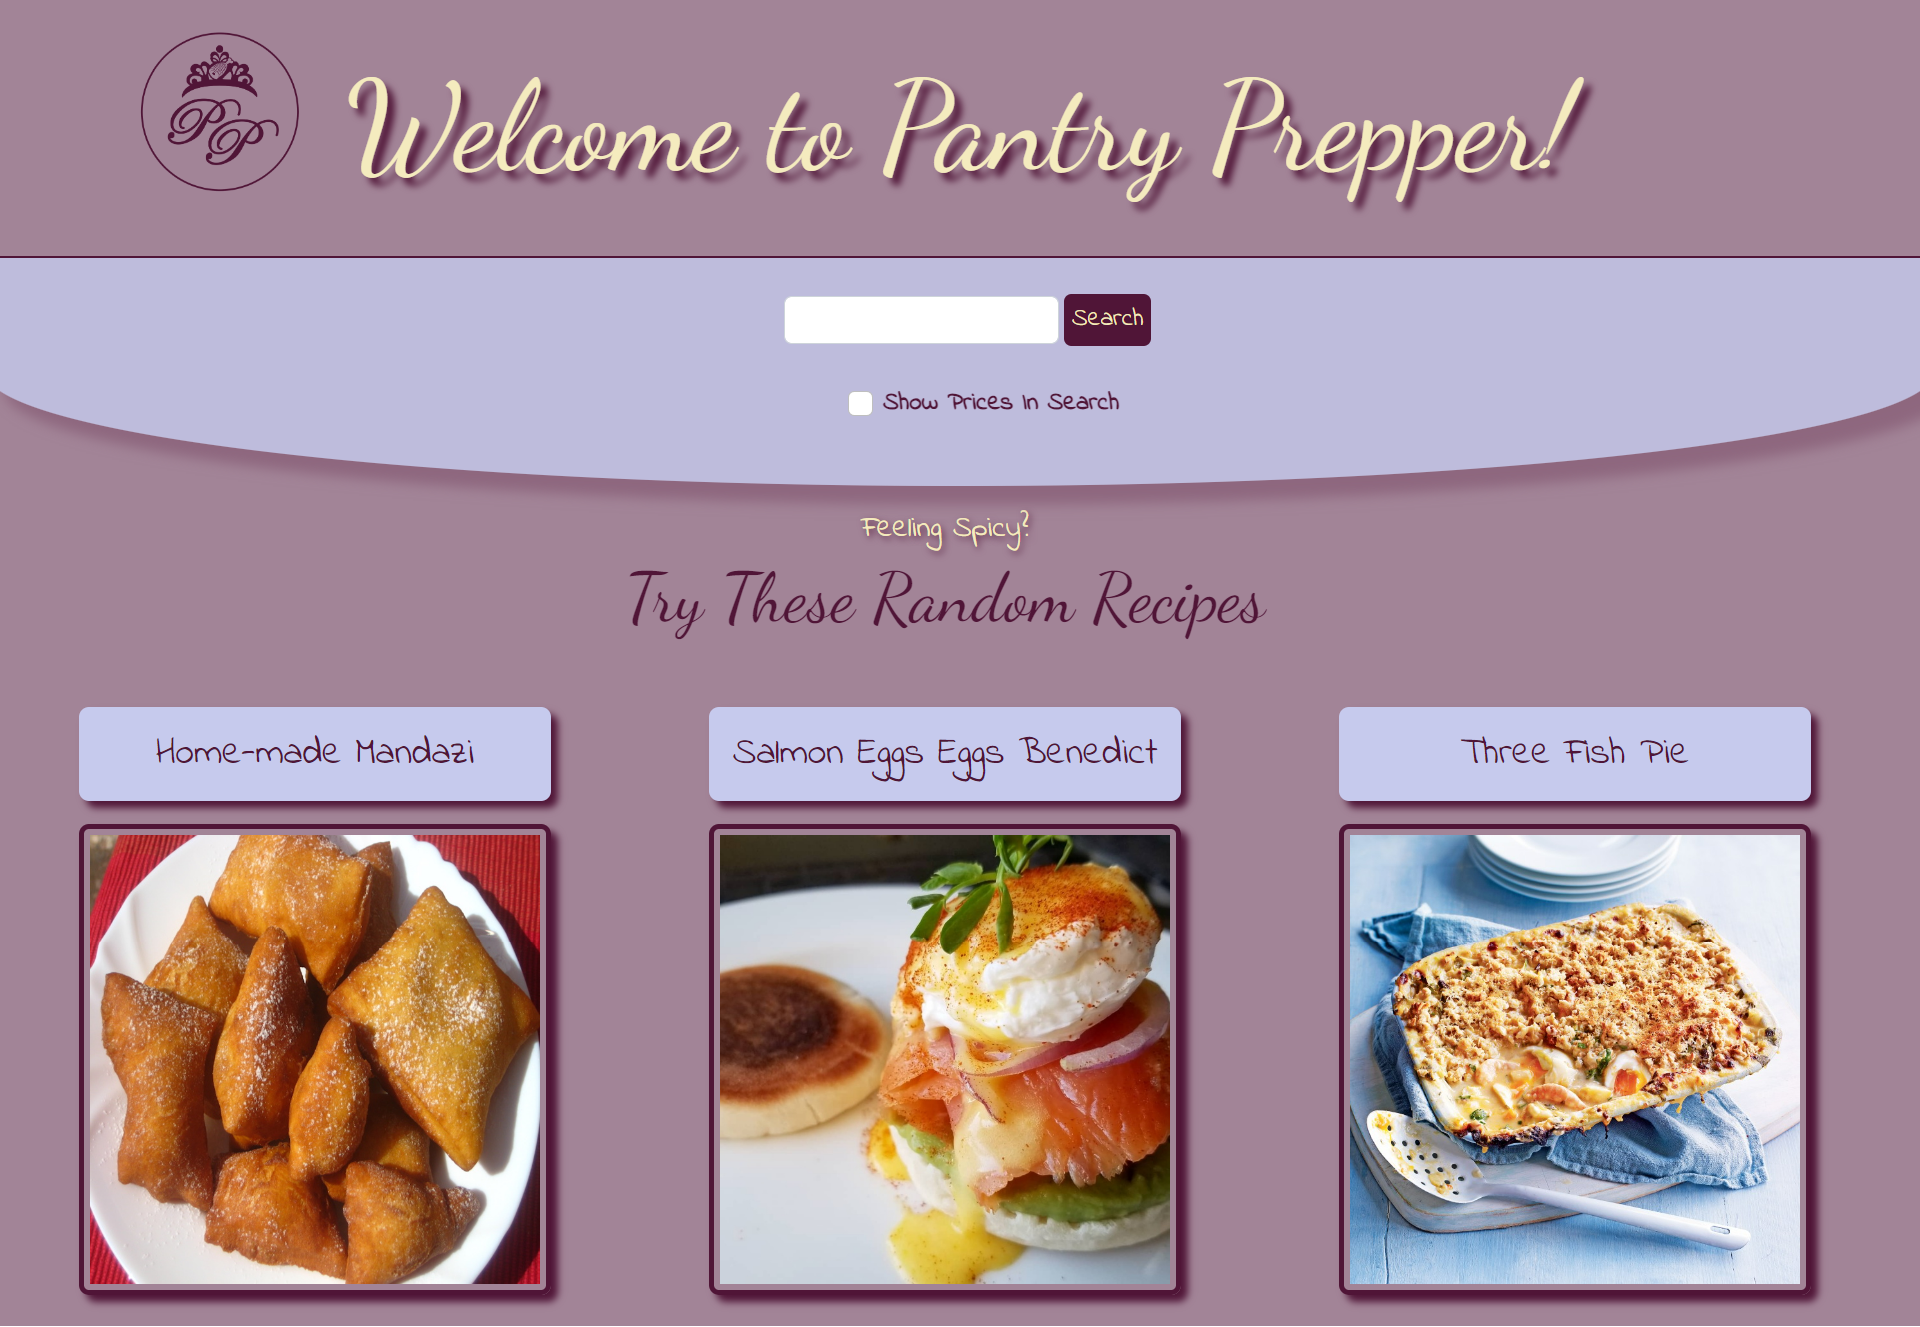 PP
Welcome to Pantry Prepper!
Search
Show Prices In Search
Feeling Spicy?
Try These Random Recipes
Home-made Mandazi
Salmon Eggs Eggs Benedict
Three Fish Pie